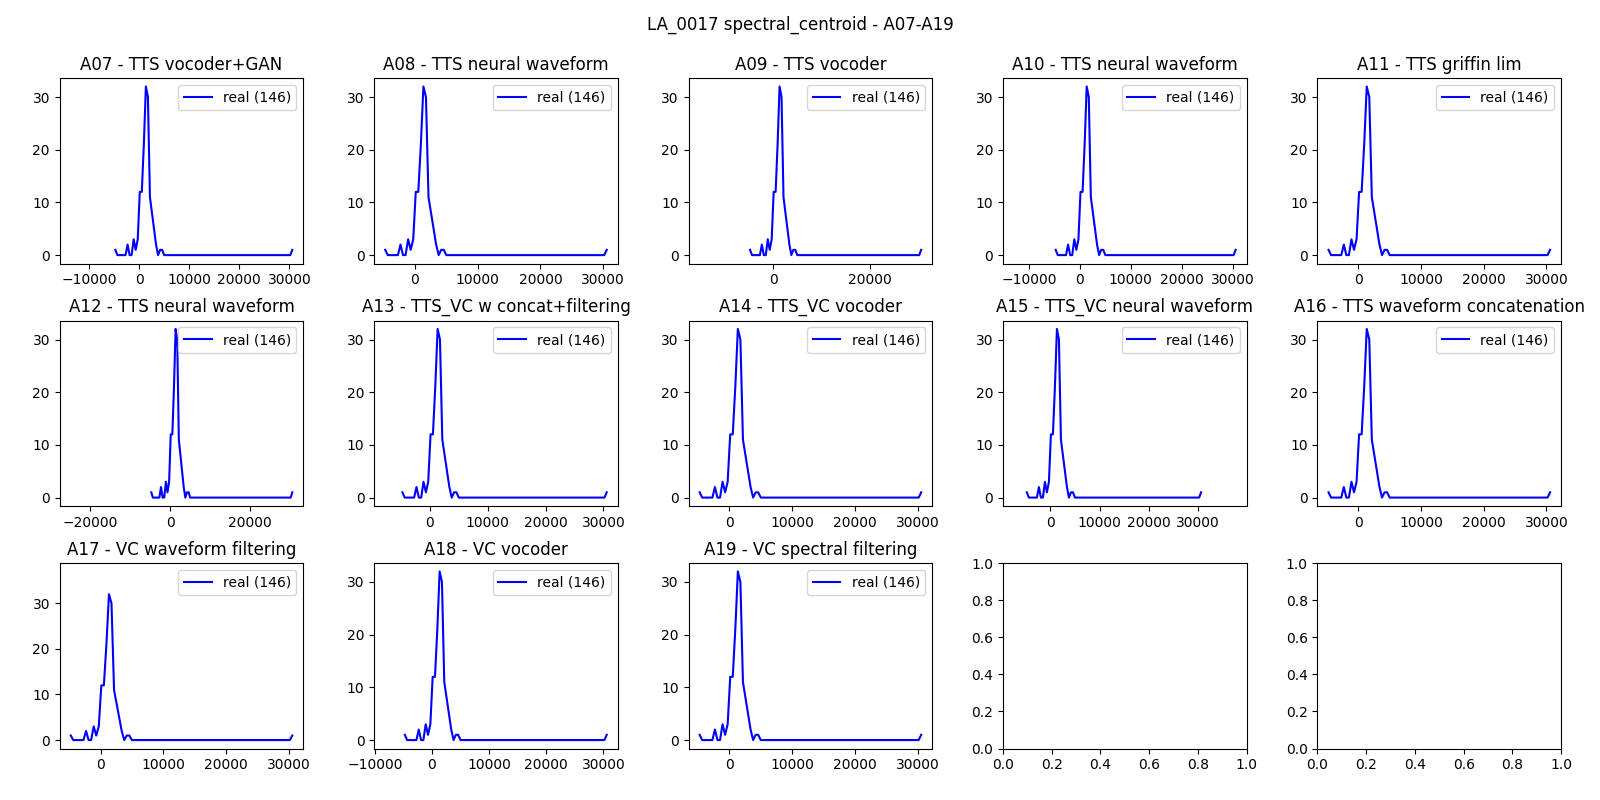 LA_0017 spectral_centroid - A07-A19
A07 - TTS vocoder+GAN
real (146)
30
20
10
0
−10000 0 10000 20000 30000
A08 - TTS neural waveform
real (146)
30
20
10
0
0 10000 20000 30000
A09 - TTS vocoder
real (146)
30
20
10
0
0 20000
A10 - TTS neural waveform
real (146)
30
20
10
0
−10000 0 10000 20000 30000
A11 - TTS griffin lim
real (146)
30
20
10
0
0 10000 20000 30000
A12 - TTS neural waveform
real (146)
30
20
10
0
−20000 0 20000
A13 - TTS_VC w concat+filtering
real (146)
30
20
10
0
0 10000 20000 30000
A14 - TTS_VC vocoder
real (146)
30
20
10
0
0 10000 20000 30000
A15 - TTS_VC neural waveform
real (146)
30
20
10
0
0 10000 20000 30000
A16 - TTS waveform concatenation
real (146)
30
20
10
0
0 10000 20000 30000
A17 - VC waveform filtering
real (146)
30
20
10
0
0 10000 20000 30000
A18 - VC vocoder
real (146)
30
20
10
0
−10000 0 10000 20000 30000
A19 - VC spectral filtering
real (146)
30
20
10
0
0 10000 20000 30000
1.0
0.8
0.6
0.4
0.2
0.0
0.0 0.2 0.4 0.6 0.8 1.0
1.0
0.8
0.6
0.4
0.2
0.0
0.0 0.2 0.4 0.6 0.8 1.0